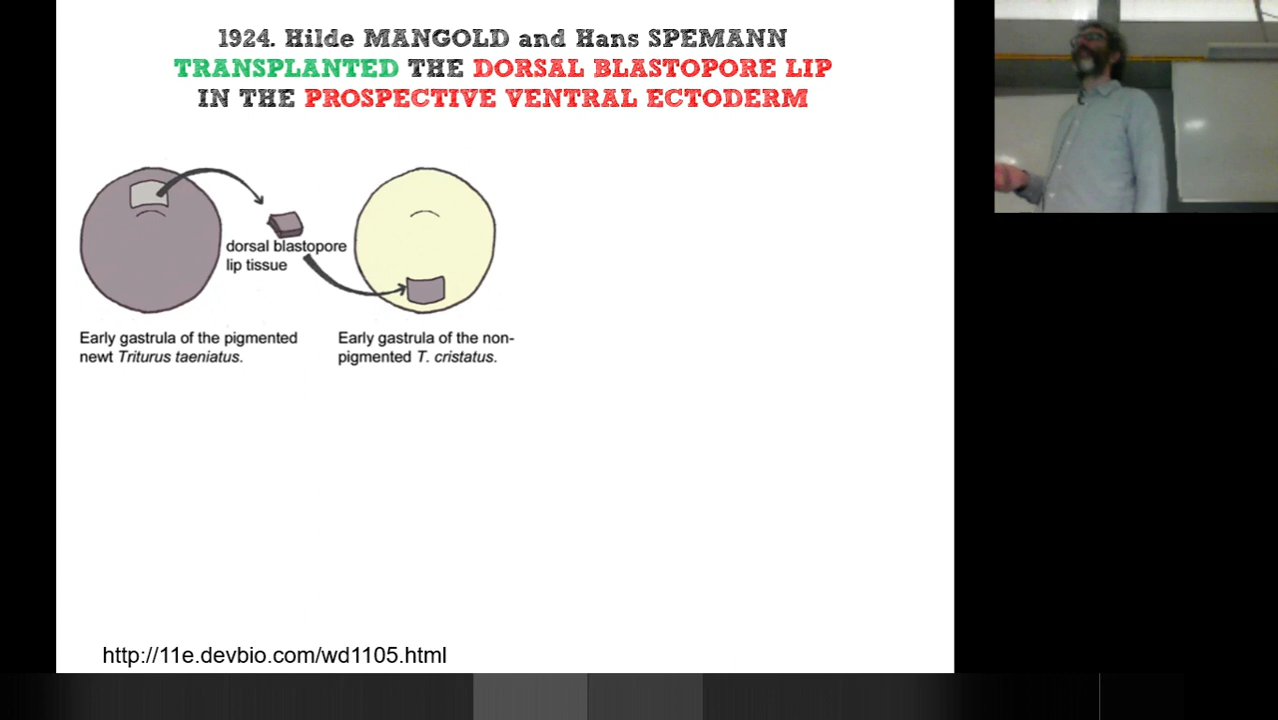 1924. Hilde MANGOLD and Hans SPEMANN
TRANSPLANTED THE DORSAL BLASTOPORE LIP
IN THE PROSPECTIVE VENTRAL ECTODERM
dorsal blastopore
lip tissue
Early gastrula of the pigmented
newt Triturus taeniatus.
Early gastrula of the non-
pigmented T. cristatus.
http://11e.devbio.com/wd1105.html